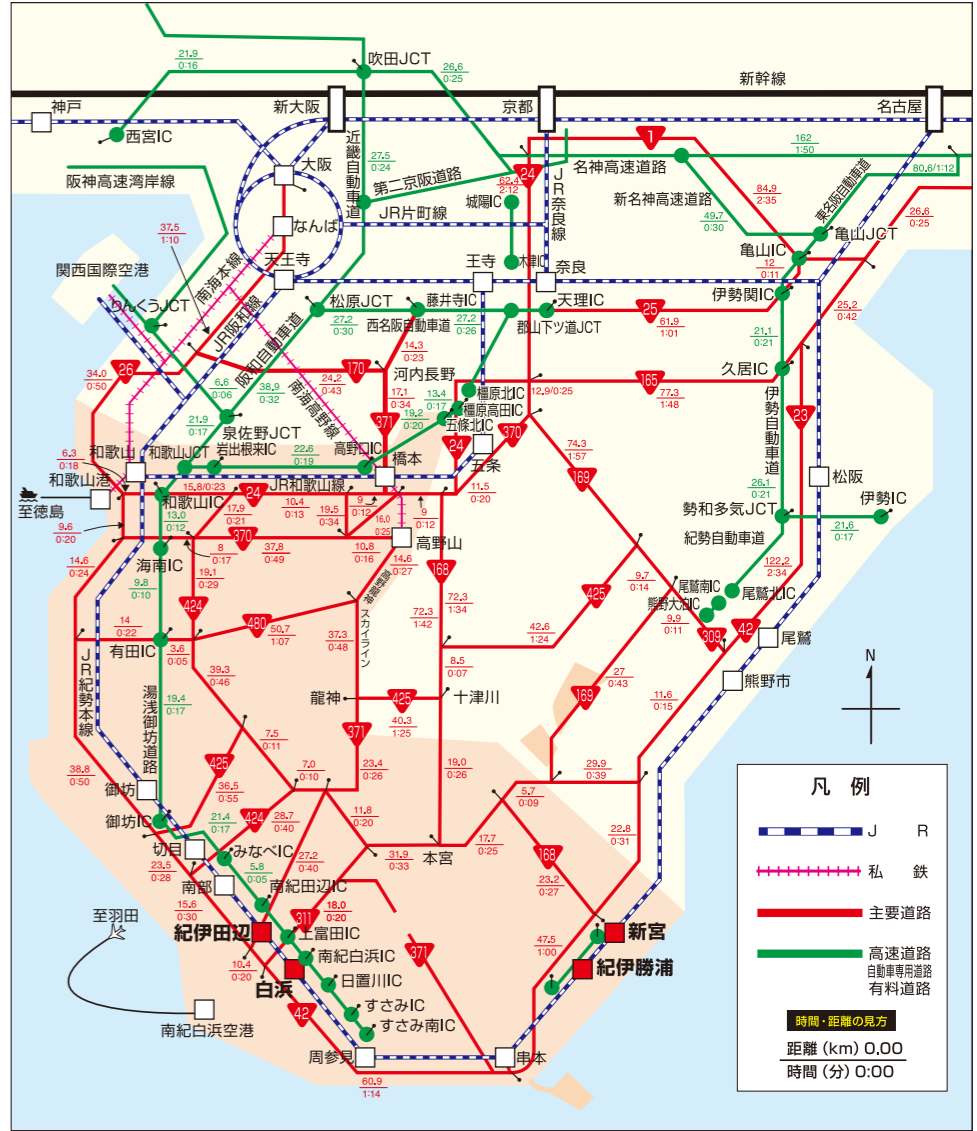 21.9
0:16
吹田JCT
26.6
0:25
新幹線
神戸
新大阪
京都
名古屋
西宮IC
近畿自動車道
大阪
27.5
0:24
第二京阪道路
62.4
2:12
24
JR奈良線
1
名神高速道路
162
1:50
阪神高速湾岸線
城陽IC
新名神高速道路
84.9
2:35
東名阪自動車道
80.6/1:12
JR片町線
49.7
0:30
26.6
0:25
なんば
37.5
1:10
南海本線
関西国際空港
天王寺
王寺
木津IC
奈良
亀山JCT
亀山IC
12
0:11
伊勢関IC
りんくうJCT
JR阪和線
松原JCT
藤井寺IC
天理IC
25
25.2
0:42
27.2
0:30
西名阪自動車道
27.2
0:26
郡山下ツ道JCT
61.9
1:01
21.1
0:21
阪和自動車道
14.3
0:23
26
34.0
0:50
170
24.2
0:43
河内長野
12.9/0:25
165
77.3
1:48
久居IC
6.6
0:06
38.9
0:32
南海高野線
17.1
0:34
13.4
0:17
橿原北IC
橿原高田IC
五條北IC
伊勢自動車道
23
21.9
0:17
泉佐野JCT
371
19.2
0:20
24
370
74.3
1:57
6.3
0:18
和歌山
和歌山JCT
岩出根来IC
22.6
0:19
高野口IC
橋本
五条
169
松阪
和歌山港
至徳島
15.8/0:23
JR和歌山線
和歌山IC
24
10.4
0:13
9
0:12
9
0:12
11.5
0:20
26.1
0:21
勢和多気JCT
伊勢IC
9.6
0:20
13.0
0:12
17.9
0:21
19.5
0:34
16.0
0:25
紀勢自動車道
21.6
0:17
海南IC
8
0:17
370
37.8
0:49
10.8
0:16
高野山
14.6
0:24
19.1
0:29
14.6
0:27
168
122.2
2:34
9.8
0:10
高野龍神
スカイライン
72.3
1:42
72.3
1:34
425
9.7
0:14
尾鷲南IC
尾鷲北IC
熊野大泊IC
424
480
50.7
1:07
37.3
0:48
42.6
1:24
9.9
0:11
309
42
尾鷲
14
0:22
有田IC
3.6
0:05
JR紀勢本線
39.3
0:46
8.5
0:07
27
0:43
N
熊野市
湯浅御坊道路
19.4
0:17
龍神
425
十津川
169
11.6
0:15
40.3
1:25
38.8
0:50
425
7.5
0:11
371
7.0
0:10
23.4
0:26
19.0
0:26
29.9
0:39
御坊
36.5
0:55
5.7
0:09
御坊IC
21.4
0:17
424
28.7
0:40
11.8
0:20
22.8
0:31
23.5
0:28
切目
みなべIC
27.2
0:40
31.9
0:33
本宮
17.7
0:25
168
5.8
0:05
南部
南紀田辺IC
23.2
0:27
15.6
0:30
至羽田
18.0
0:20
311
紀伊田辺
上富田IC
371
新宮
47.5
1:00
10.4
0:20
南紀白浜IC
紀伊勝浦
白浜
日置川IC
南紀白浜空港
42
すさみIC
すさみ南IC
周参見
串本
60.9
1:14
凡 例
J R
私 鉄
主要道路
高速道路
自動車専用道路
有料道路
時間・距離の見方
距離 (km) 0.00
時間 (分) 0:00